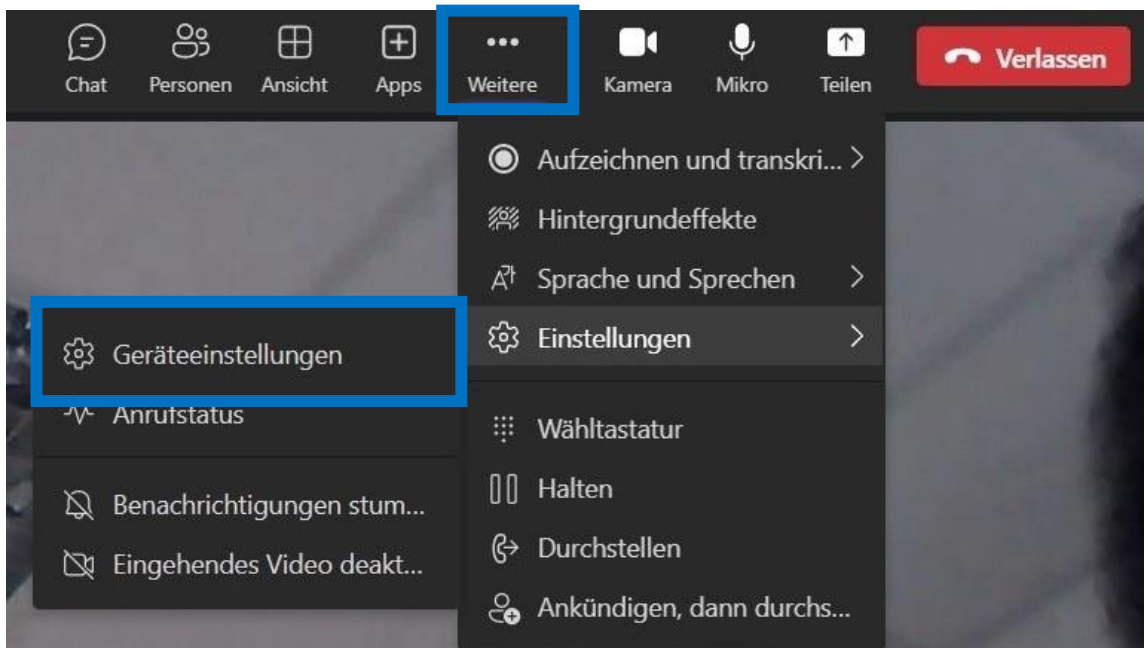 Chat
Personen
Ansicht
Apps
Weitere
Kamera
Mikro
Teilen
Verlassen
Aufzeichnen und transkri...
Hintergrundeffekte
Sprache und Sprechen
Einstellungen
Geräteeinstellungen
Anrufstatus
Benachrichtigungen stum...
Eingehendes Video deakt...
Wähltastatur
Halten
Durchstellen
Ankündigen, dann durchs...